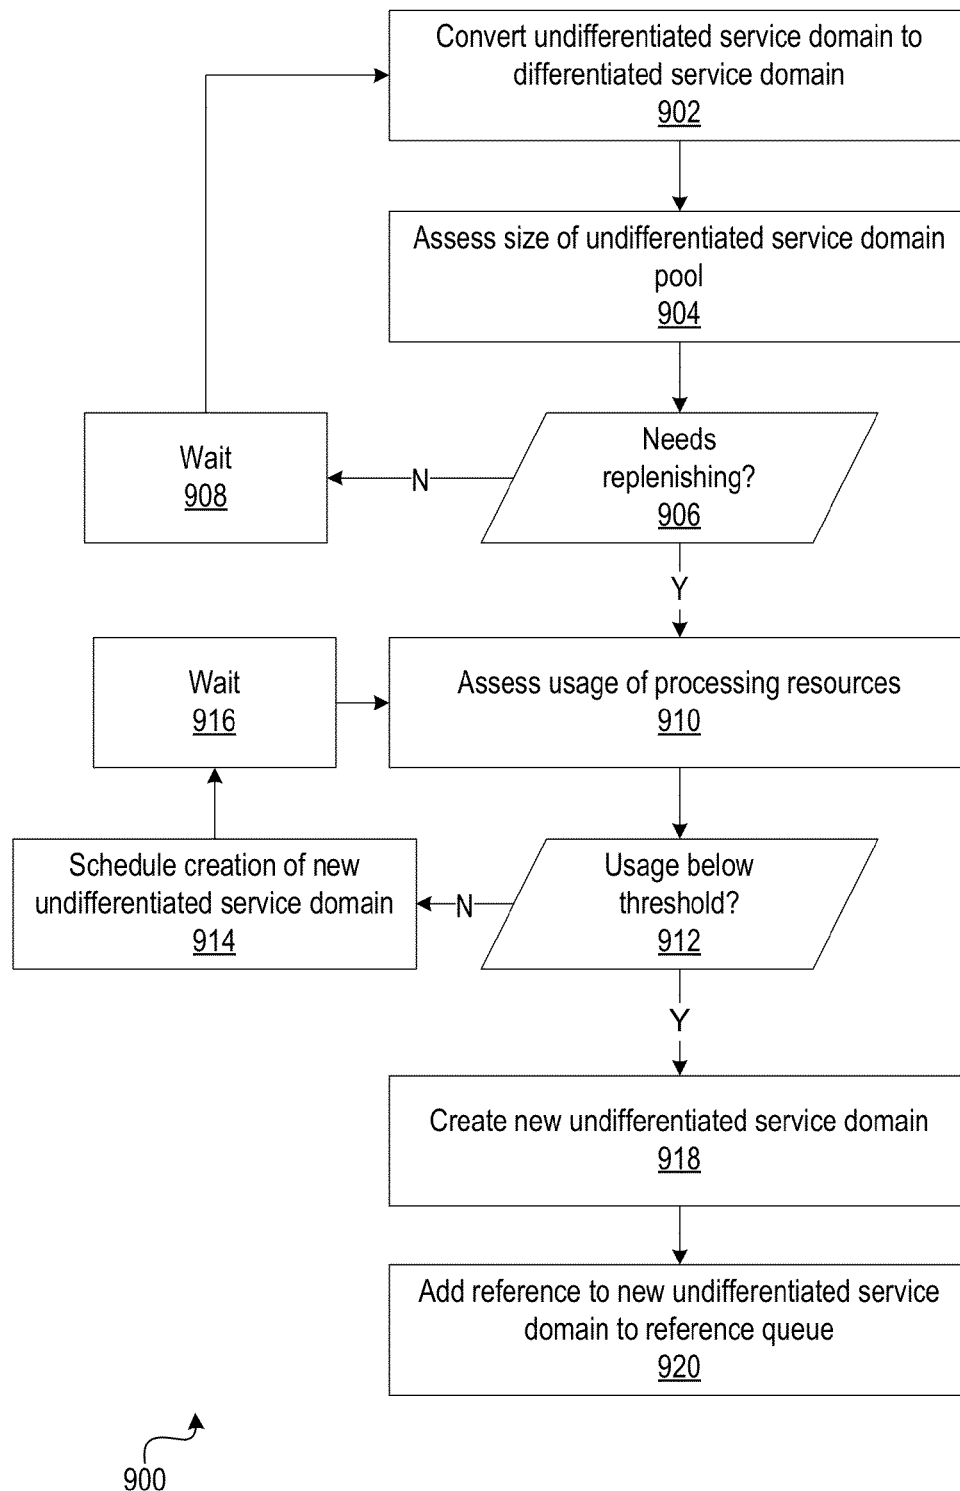 Convert undifferentiated service domain to
differentiated service domain
902
Assess size of undifferentiated service domain
pool
904
Needs
replenishing?
906
N
Wait
908
Y
Assess usage of processing resources
910
Wait
916
Usage below
threshold?
912
N
Schedule creation of new
undifferentiated service domain
914
Y
Create new undifferentiated service domain
918
Add reference to new undifferentiated service
domain to reference queue
920
900